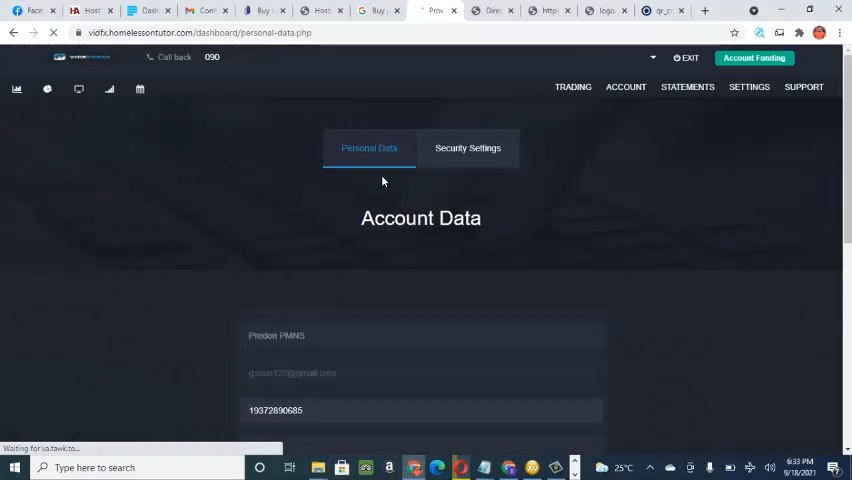 Face
Host
Dash
Conf
Buy
Host
Buy
Prov
Dire
http
logo
qr_c
vidfx.homelessontutor.com/dashboard/personal-data.php
Call back 090
EXIT
Account Funding
TRADING ACCOUNT STATEMENTS SETTINGS SUPPORT
Personal Data
Security Settings
Account Data
Predon PMNS
19372890685
Waiting for va.tawk.to...
Type here to search
25°C
6:33 PM
9/18/2021